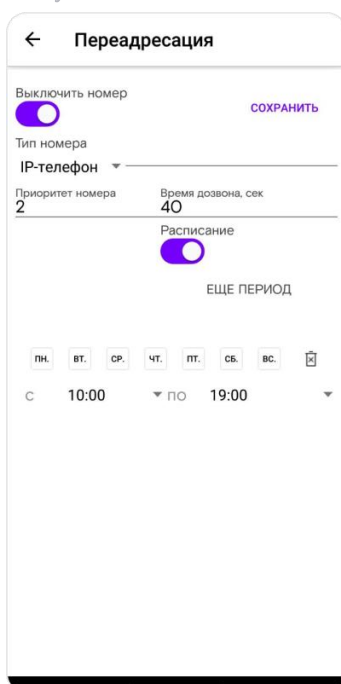 Переадресация
Выключить номер
СОХРАНИТЬ
Тип номера
IP-телефон
Приоритет номера Время дозвона, сек
2 40
Расписание
ЕЩЕ ПЕРИОД
ПН. ВТ. СР. ЧТ. ПТ. СБ. ВС.
С 10:00 ПО 19:00